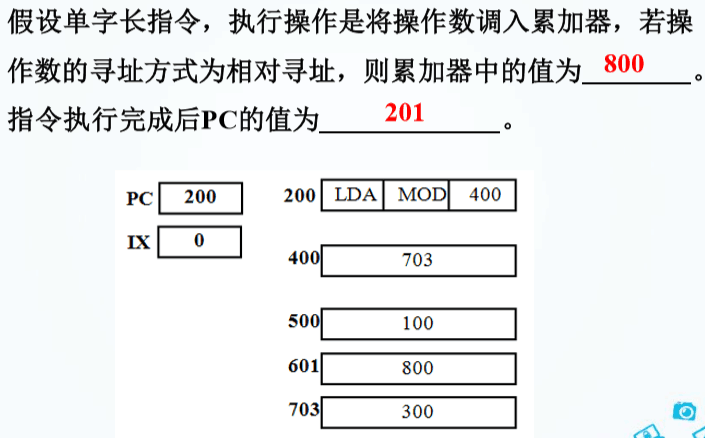 假设单字长指令，执行操作是将操作数调入累加器，若操
作数的寻址方式为相对寻址，则累加器中的值为 800 。
指令执行完成后PC的值为 201 。
PC 200 200 LDA MOD 400
IX 0
400 703
500 100
601 800
703 300